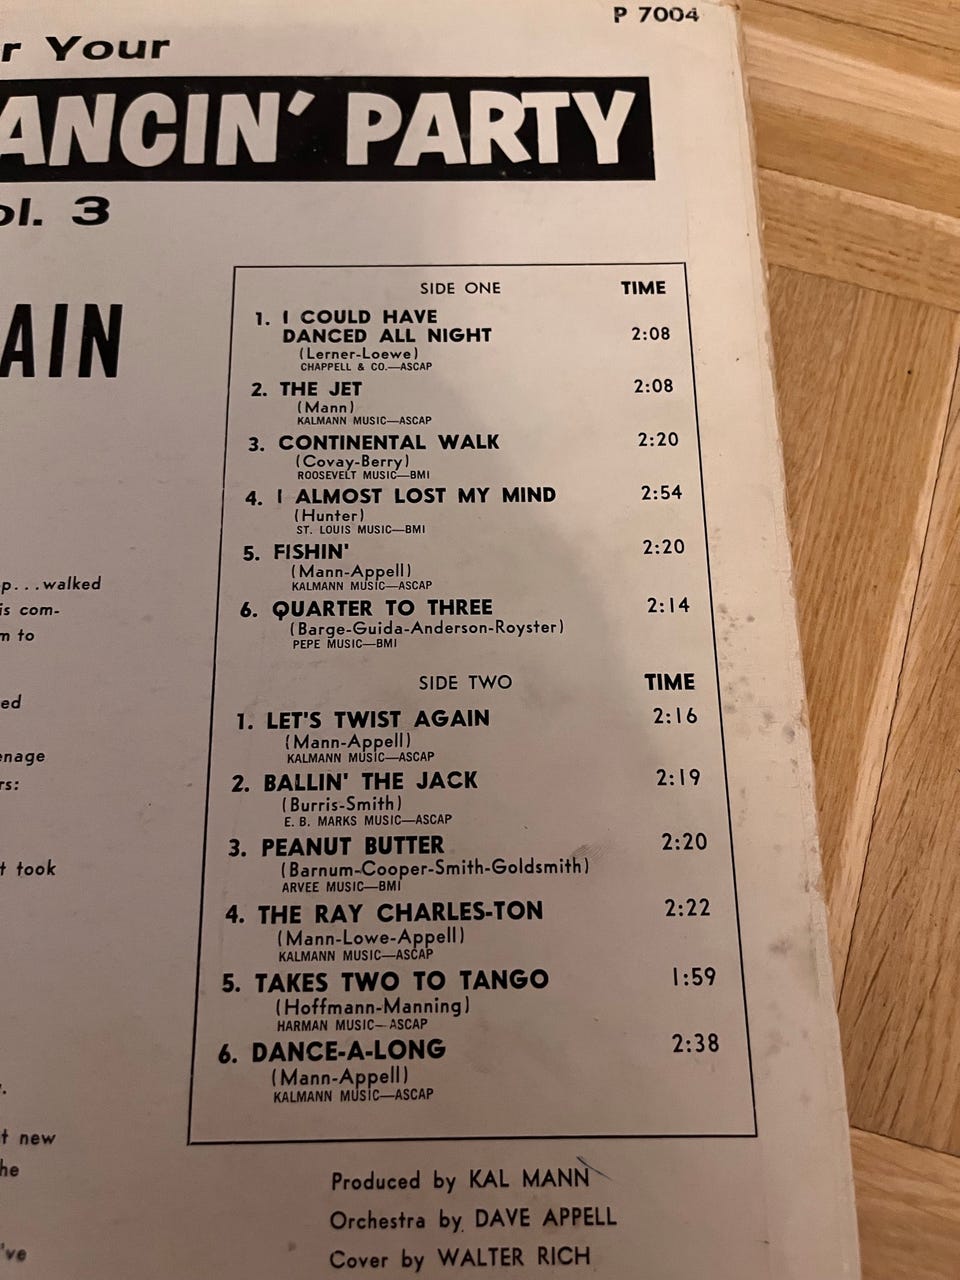 P 7004
r Your
ANCIN' PARTY
ol. 3
AIN
SIDE ONE TIME
1. I COULD HAVE
DANCED ALL NIGHT 2:08
(Lerner-Loewe)
CHAPPELL & CO.—ASCAP
2. THE JET 2:08
(Mann)
KALMANN MUSIC—ASCAP
3. CONTINENTAL WALK 2:20
(Covay-Berry)
ROOSEVELT MUSIC—BMI
4. I ALMOST LOST MY MIND 2:54
(Hunter)
ST. LOUIS MUSIC—BMI
5. FISHIN' 2:20
(Mann-Appell)
KALMANN MUSIC—ASCAP
6. QUARTER TO THREE 2:14
(Barge-Guida-Anderson-Royster)
PEPE MUSIC—BMI
SIDE TWO TIME
1. LET'S TWIST AGAIN 2:16
(Mann-Appell)
KALMANN MUSIC—ASCAP
2. BALLIN' THE JACK 2:19
(Burris-Smith)
E. B. MARKS MUSIC—ASCAP
3. PEANUT BUTTER 2:20
(Barnum-Cooper-Smith-Goldsmith)
ARVEE MUSIC—BMI
4. THE RAY CHARLES-TON 2:22
(Mann-Lowe-Appell)
KALMANN MUSIC—ASCAP
5. TAKES TWO TO TANGO 1:59
(Hoffmann-Manning)
HARMAN MUSIC—ASCAP
6. DANCE-A-LONG 2:38
(Mann-Appell)
KALMANN MUSIC—ASCAP
Produced by KAL MANN
Orchestra by DAVE APPELL
Cover by WALTER RICH
p...walked
is com-
m to
ed
enage
rs:
t took
t new
he
've